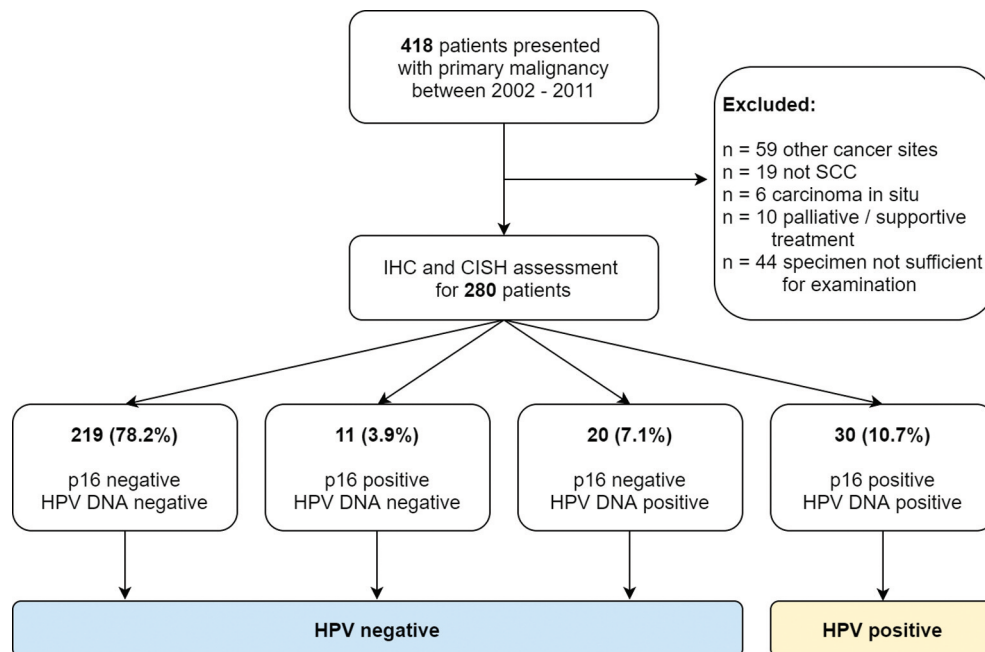 418 patients presented
with primary malignancy
between 2002 - 2011
Excluded:
n = 59 other cancer sites
n = 19 not SCC
n = 6 carcinoma in situ
n = 10 palliative / supportive
treatment
n = 44 specimen not sufficient
for examination
IHC and CISH assessment
for 280 patients
219 (78.2%)
p16 negative
HPV DNA negative
11 (3.9%)
p16 positive
HPV DNA negative
20 (7.1%)
p16 negative
HPV DNA positive
30 (10.7%)
p16 positive
HPV DNA positive
HPV negative
HPV positive